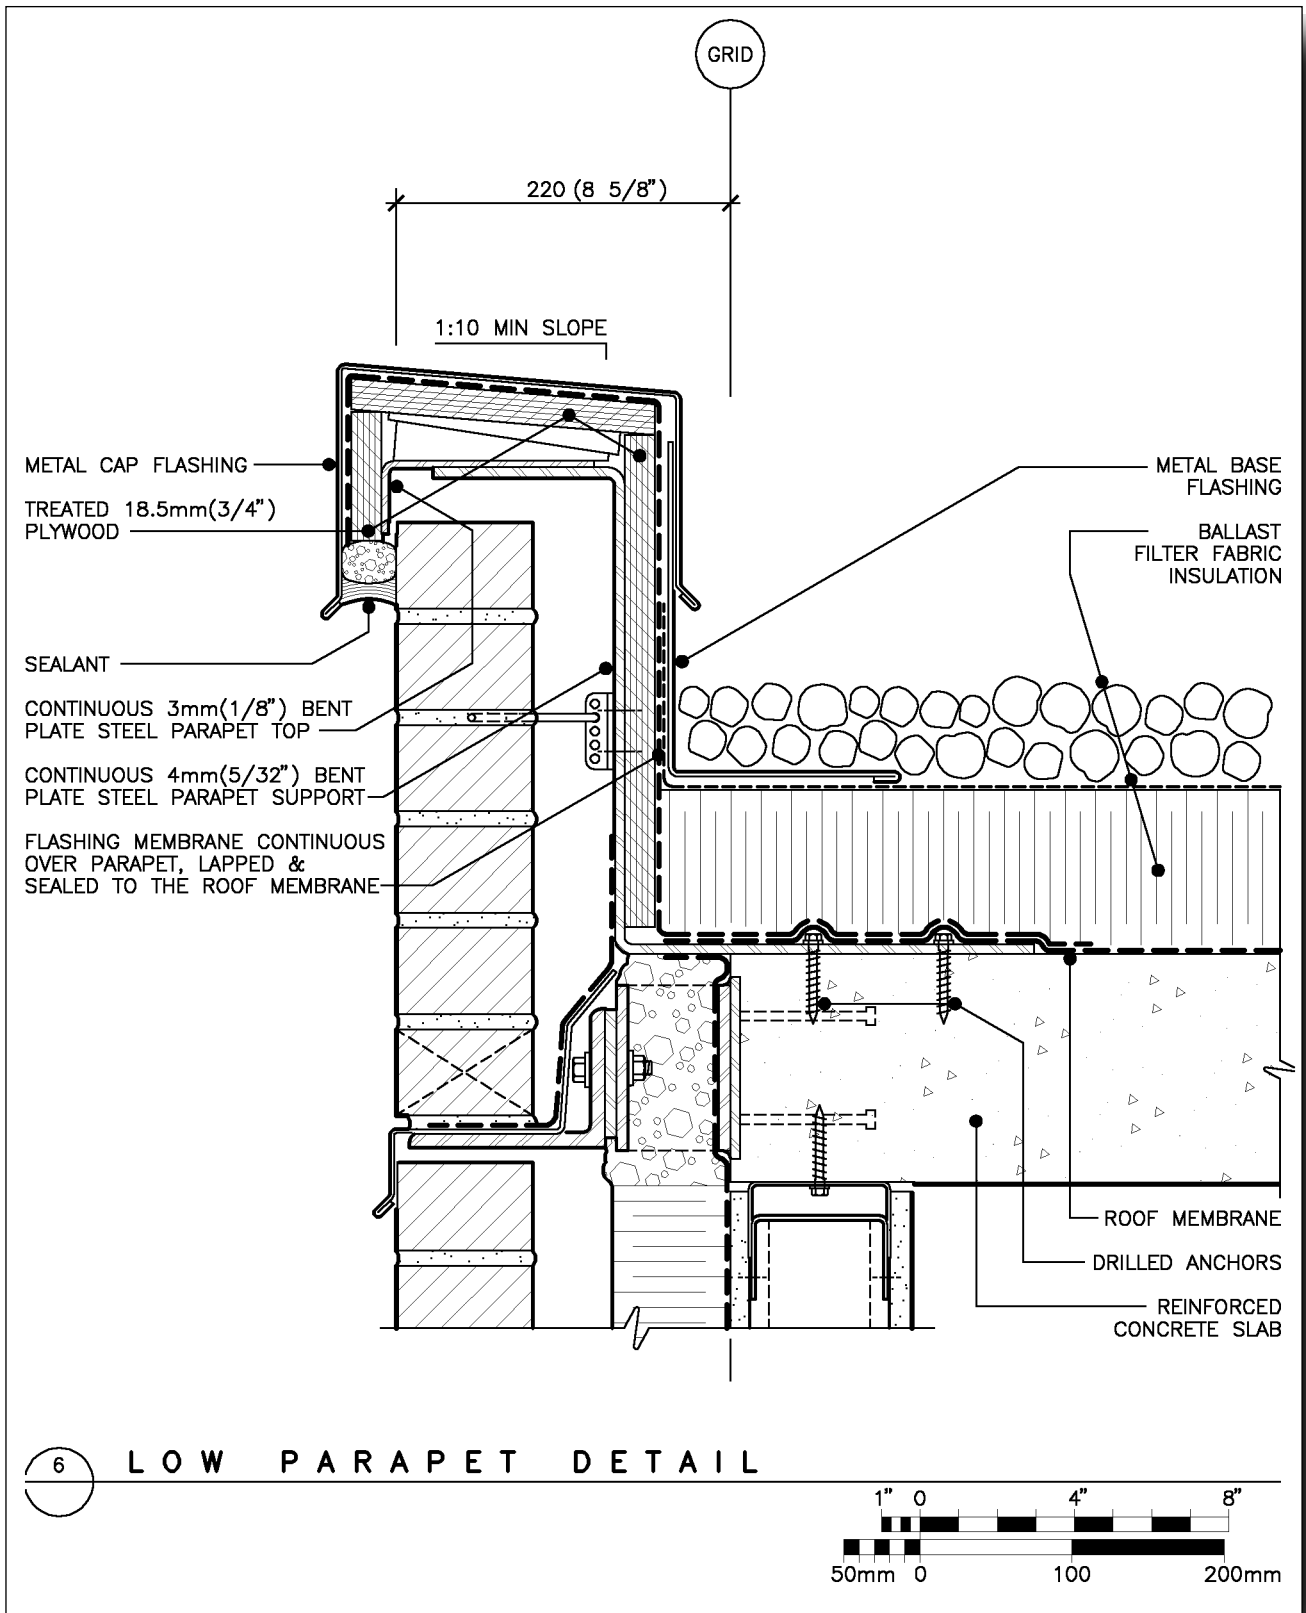 GRID
220 (8 5/8")
1:10 MIN SLOPE
METAL CAP FLASHING
TREATED 18.5mm(3/4")
PLYWOOD
SEALANT
CONTINUOUS 3mm(1/8") BENT
PLATE STEEL PARAPET TOP
CONTINUOUS 4mm(5/32") BENT
PLATE STEEL PARAPET SUPPORT
FLASHING MEMBRANE CONTINUOUS
OVER PARAPET, LAPPED &
SEALED TO THE ROOF MEMBRANE
METAL BASE
FLASHING
BALLAST
FILTER FABRIC
INSULATION
ROOF MEMBRANE
DRILLED ANCHORS
REINFORCED
CONCRETE SLAB
6 LOW PARAPET DETAIL
1" 0 4" 8"
50mm 0 100 200mm